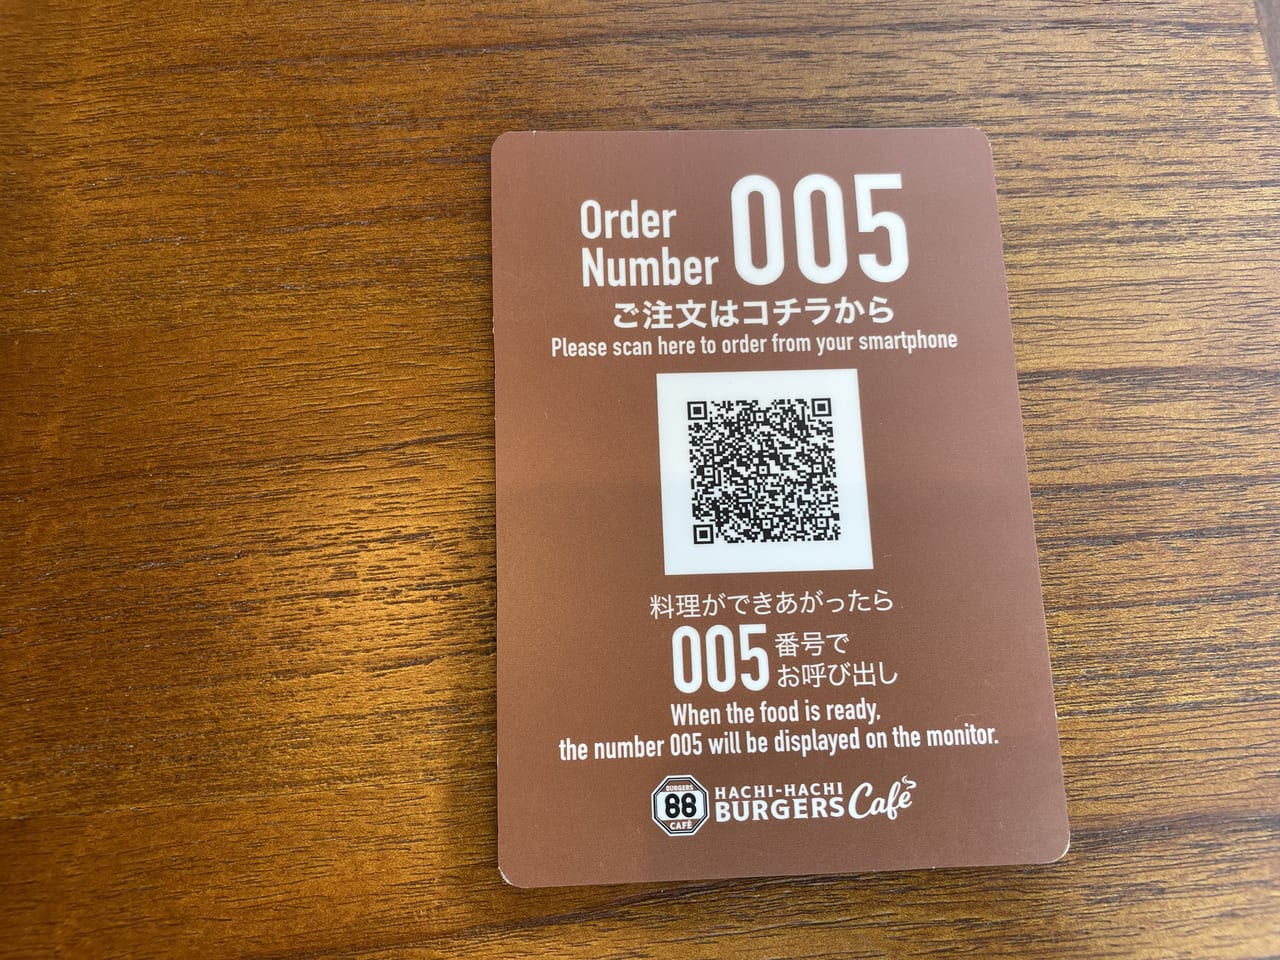 Order
Number 005
ご注文はコチラから
Please scan here to order from your smartphone
料理ができあがったら
005 番号で
お呼び出し
When the food is ready,
the number 005 will be displayed on the monitor.
BURGERS
88
CAFÉ
HACHI-HACHI
BURGERS Café